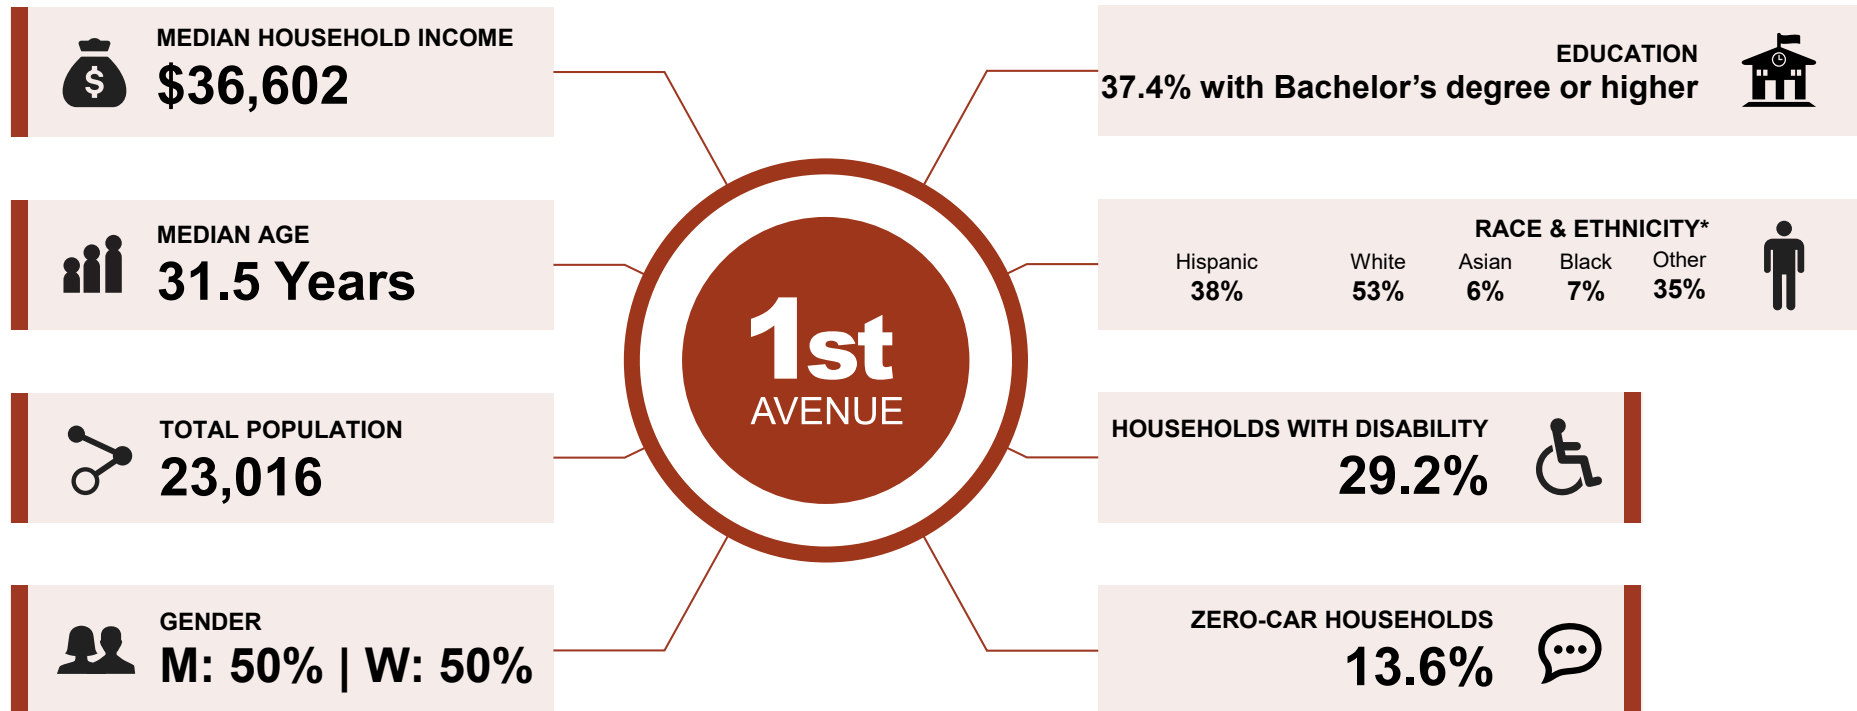 MEDIAN HOUSEHOLD INCOME
$36,602
MEDIAN AGE
31.5 Years
TOTAL POPULATION
23,016
GENDER
M: 50% | W: 50%
1st
AVENUE
EDUCATION
37.4% with Bachelor’s degree or higher
RACE & ETHNICITY*
Hispanic White Asian Black Other
38% 53% 6% 7% 35%
HOUSEHOLDS WITH DISABILITY
29.2%
ZERO-CAR HOUSEHOLDS
13.6%